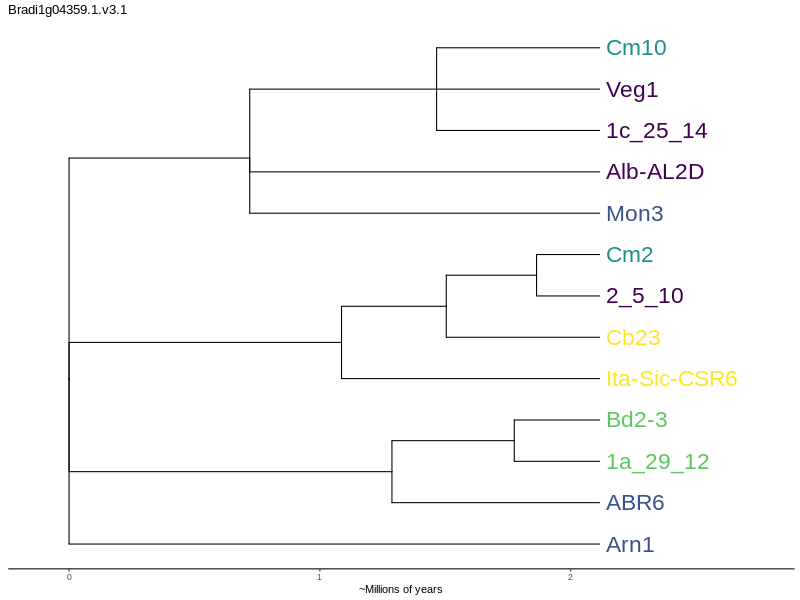 Bradi1g04359.1.v3.1
Cm10
Veg1
1c_25_14
Alb-AL2D
Mon3
Cm2
2_5_10
Cb23
Ita-Sic-CSR6
Bd2-3
1a_29_12
ABR6
Arn1
0 1 2
~Millions of years